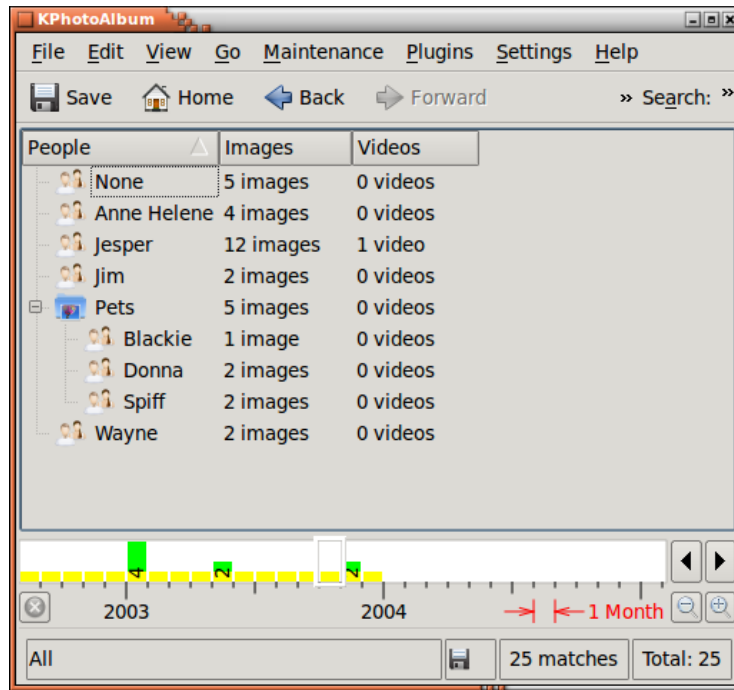 KPhotoAlbum
File Edit View Go Maintenance Plugins Settings Help
Save Home Back Forward » Search: »
People Images Videos
None 5 images 0 videos
Anne Helene 4 images 0 videos
Jesper 12 images 1 video
Jim 2 images 0 videos
Pets 5 images 0 videos
Blackie 1 image 0 videos
Donna 2 images 0 videos
Spiff 2 images 0 videos
Wayne 2 images 0 videos
4 2 2
2003 2004 1 Month
All 25 matches Total: 25